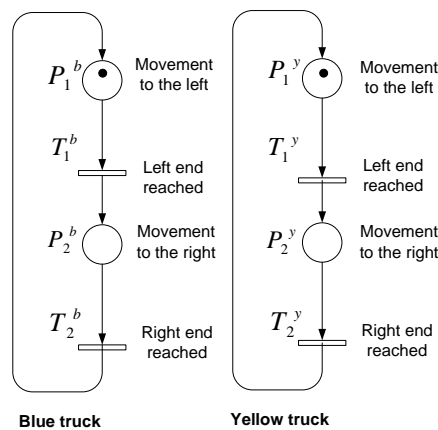 P₁ᵇ
Movement
to the left
T₁ᵇ
Left end
reached
P₂ᵇ
Movement
to the right
T₂ᵇ
Right end
reached
Blue truck
P₁ʸ
Movement
to the left
T₁ʸ
Left end
reached
P₂ʸ
Movement
to the right
T₂ʸ
Right end
reached
Yellow truck